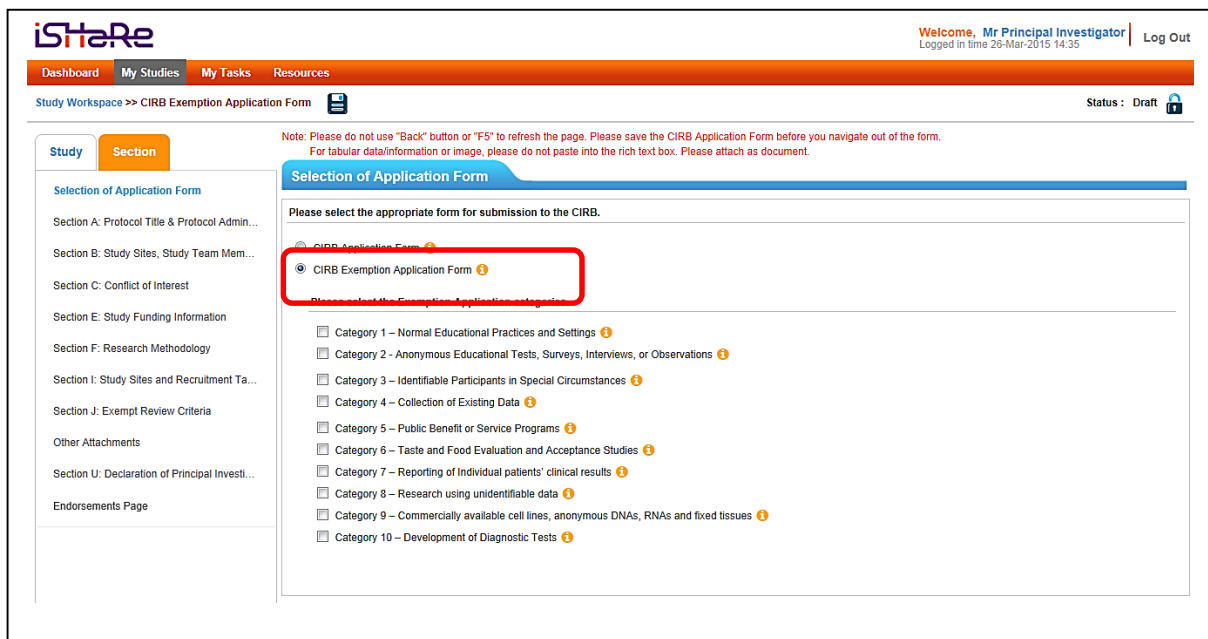 iSHaRe
Welcome, Mr Principal Investigator
Logged in time 26-Mar-2015 14:35
Log Out
Dashboard My Studies My Tasks Resources
Study Workspace >> CIRB Exemption Application Form
Status : Draft
Study Section
Note: Please do not use "Back" button or "F5" to refresh the page. Please save the CIRB Application Form before you navigate out of the form.
For tabular data/information or image, please do not paste into the rich text box. Please attach as document.
Selection of Application Form
Section A: Protocol Title & Protocol Admin...
Section B: Study Sites, Study Team Mem...
Section C: Conflict of Interest
Section E: Study Funding Information
Section F: Research Methodology
Section I: Study Sites and Recruitment Ta...
Section J: Exempt Review Criteria
Other Attachments
Section U: Declaration of Principal Investi...
Endorsements Page
Selection of Application Form
Please select the appropriate form for submission to the CIRB.
CIRB Application Form
CIRB Exemption Application Form
Please select the Exemption Application categories
Category 1 – Normal Educational Practices and Settings
Category 2 - Anonymous Educational Tests, Surveys, Interviews, or Observations
Category 3 – Identifiable Participants in Special Circumstances
Category 4 – Collection of Existing Data
Category 5 – Public Benefit or Service Programs
Category 6 – Taste and Food Evaluation and Acceptance Studies
Category 7 – Reporting of Individual patients' clinical results
Category 8 – Research using unidentifiable data
Category 9 – Commercially available cell lines, anonymous DNAs, RNAs and fixed tissues
Category 10 – Development of Diagnostic Tests